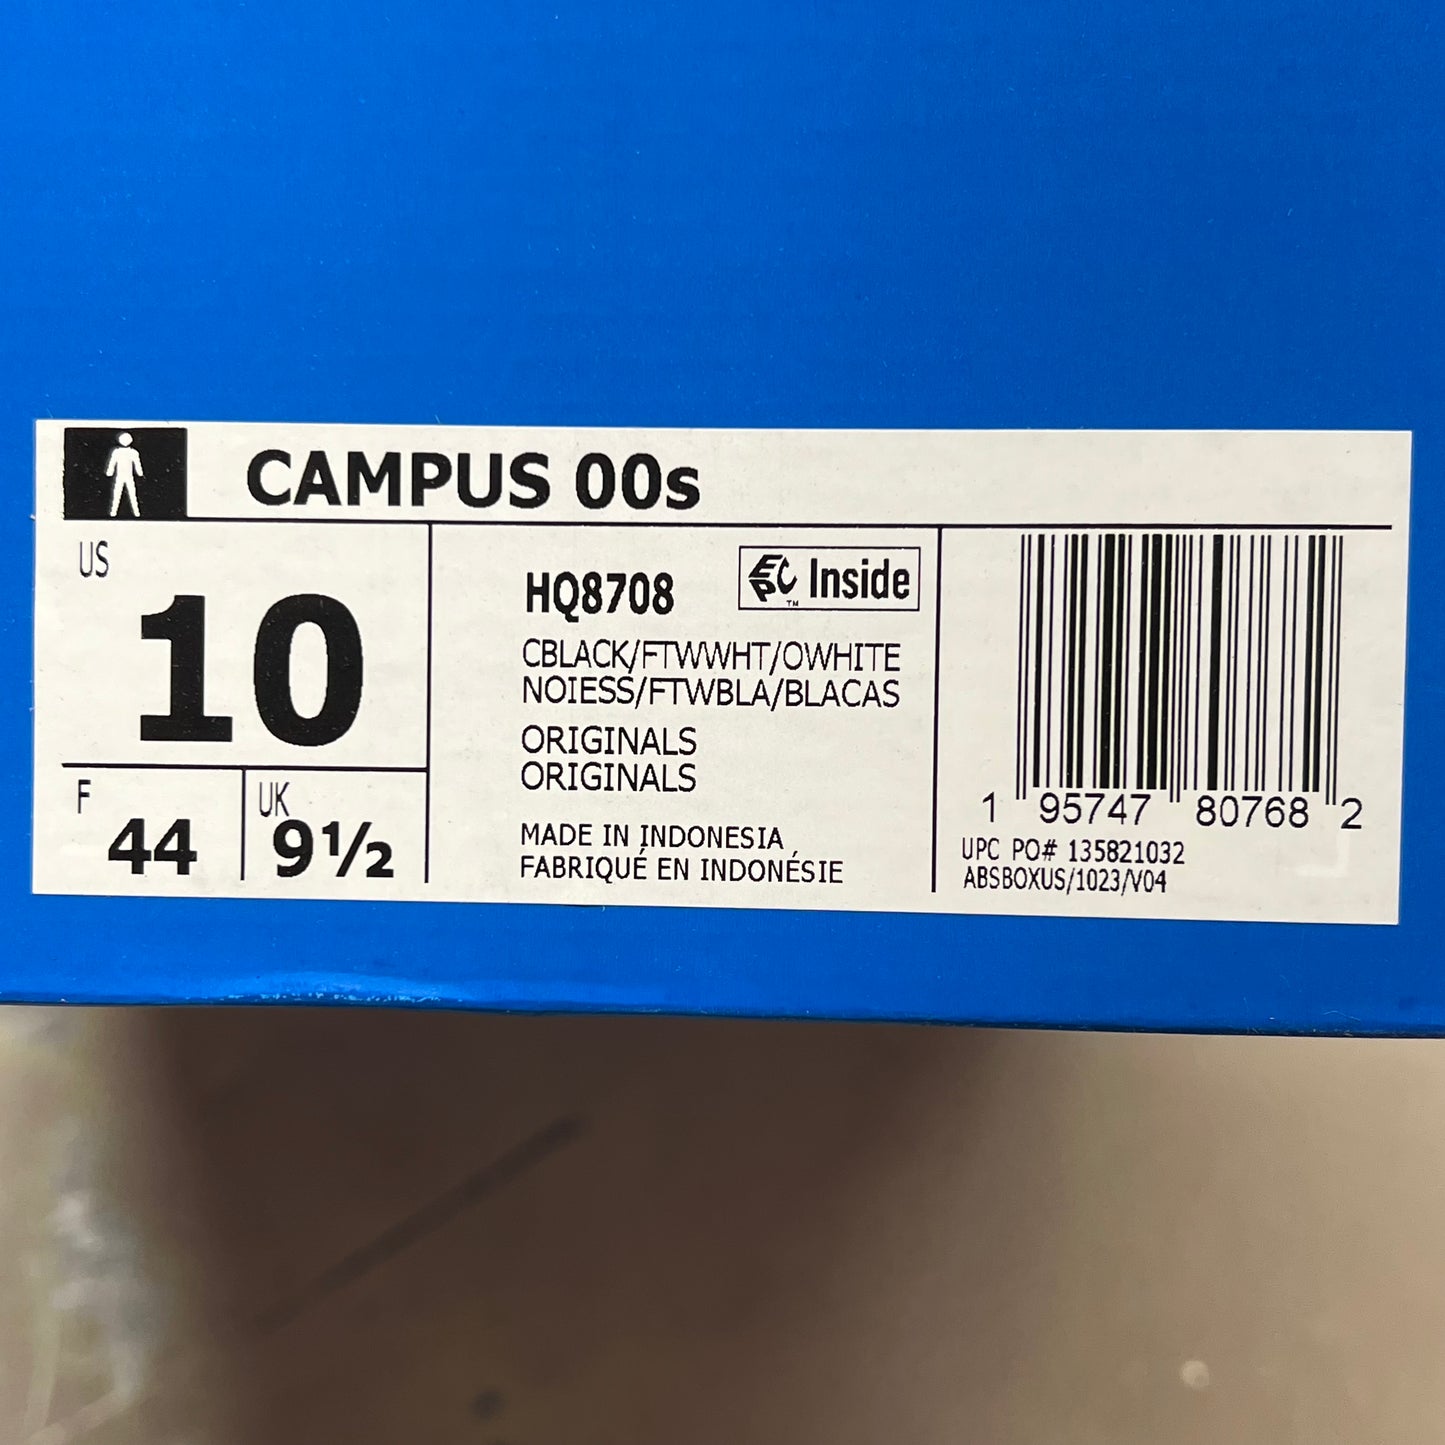 CAMPUS 00s
US
10
F
44
UK
9½
HQ8708
EPC Inside
TM
CBLACK/FTWWHT/OWHITE
NOIESS/FTWBLA/BLACAS
ORIGINALS
ORIGINALS
MADE IN INDONESIA
FABRIQUÉ EN INDONÉSIE
1 95747 80768 2
UPC PO# 135821032
ABSBOXUS/1023/V04